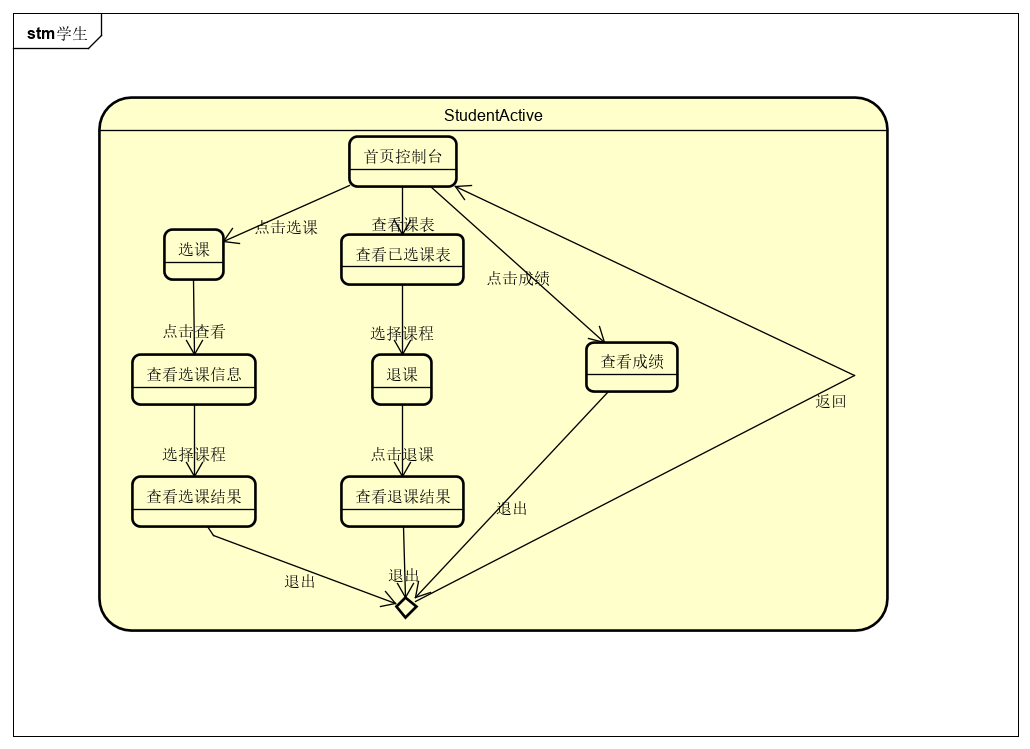 stm 学生
StudentActive
首页控制台
点击选课
查看课表
选课
查看已选课表
点击成绩
点击查看
选择课程
查看成绩
查看选课信息
退课
返回
选择课程
点击退课
查看选课结果
查看退课结果
退出
退出
退出